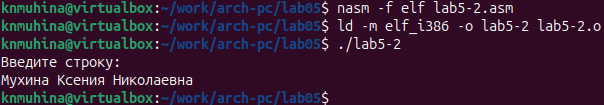 knmuhina@virtualbox:~/work/arch-pc/lab05$ nasm -f elf lab5-2.asm
knmuhina@virtualbox:~/work/arch-pc/lab05$ ld -m elf_i386 -o lab5-2 lab5-2.o
knmuhina@virtualbox:~/work/arch-pc/lab05$ ./lab5-2
Введите строку:
Мухина Ксения Николаевна
knmuhina@virtualbox:~/work/arch-pc/lab05$